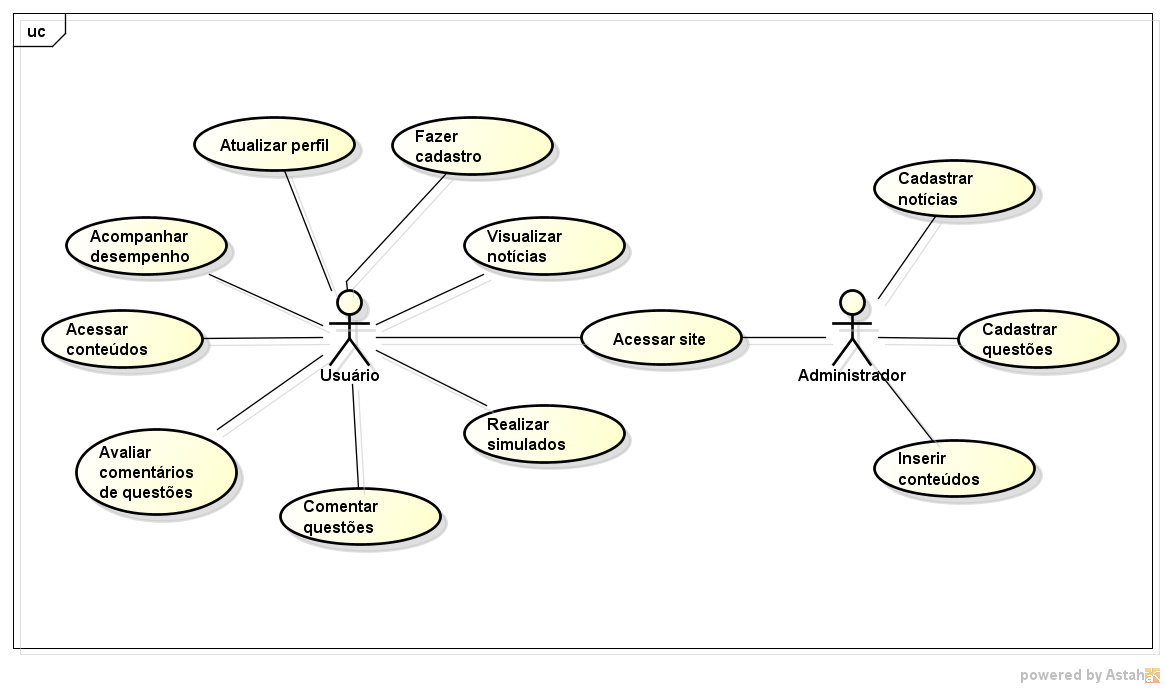 uc
Atualizar perfil
Fazer
cadastro
Cadastrar
notícias
Acompanhar
desempenho
Visualizar
notícias
Acessar
conteúdos
Acessar site
Cadastrar
questões
Usuário
Administrador
Avaliar
comentários
de questões
Realizar
simulados
Inserir
conteúdos
Comentar
questões
powered by Astah